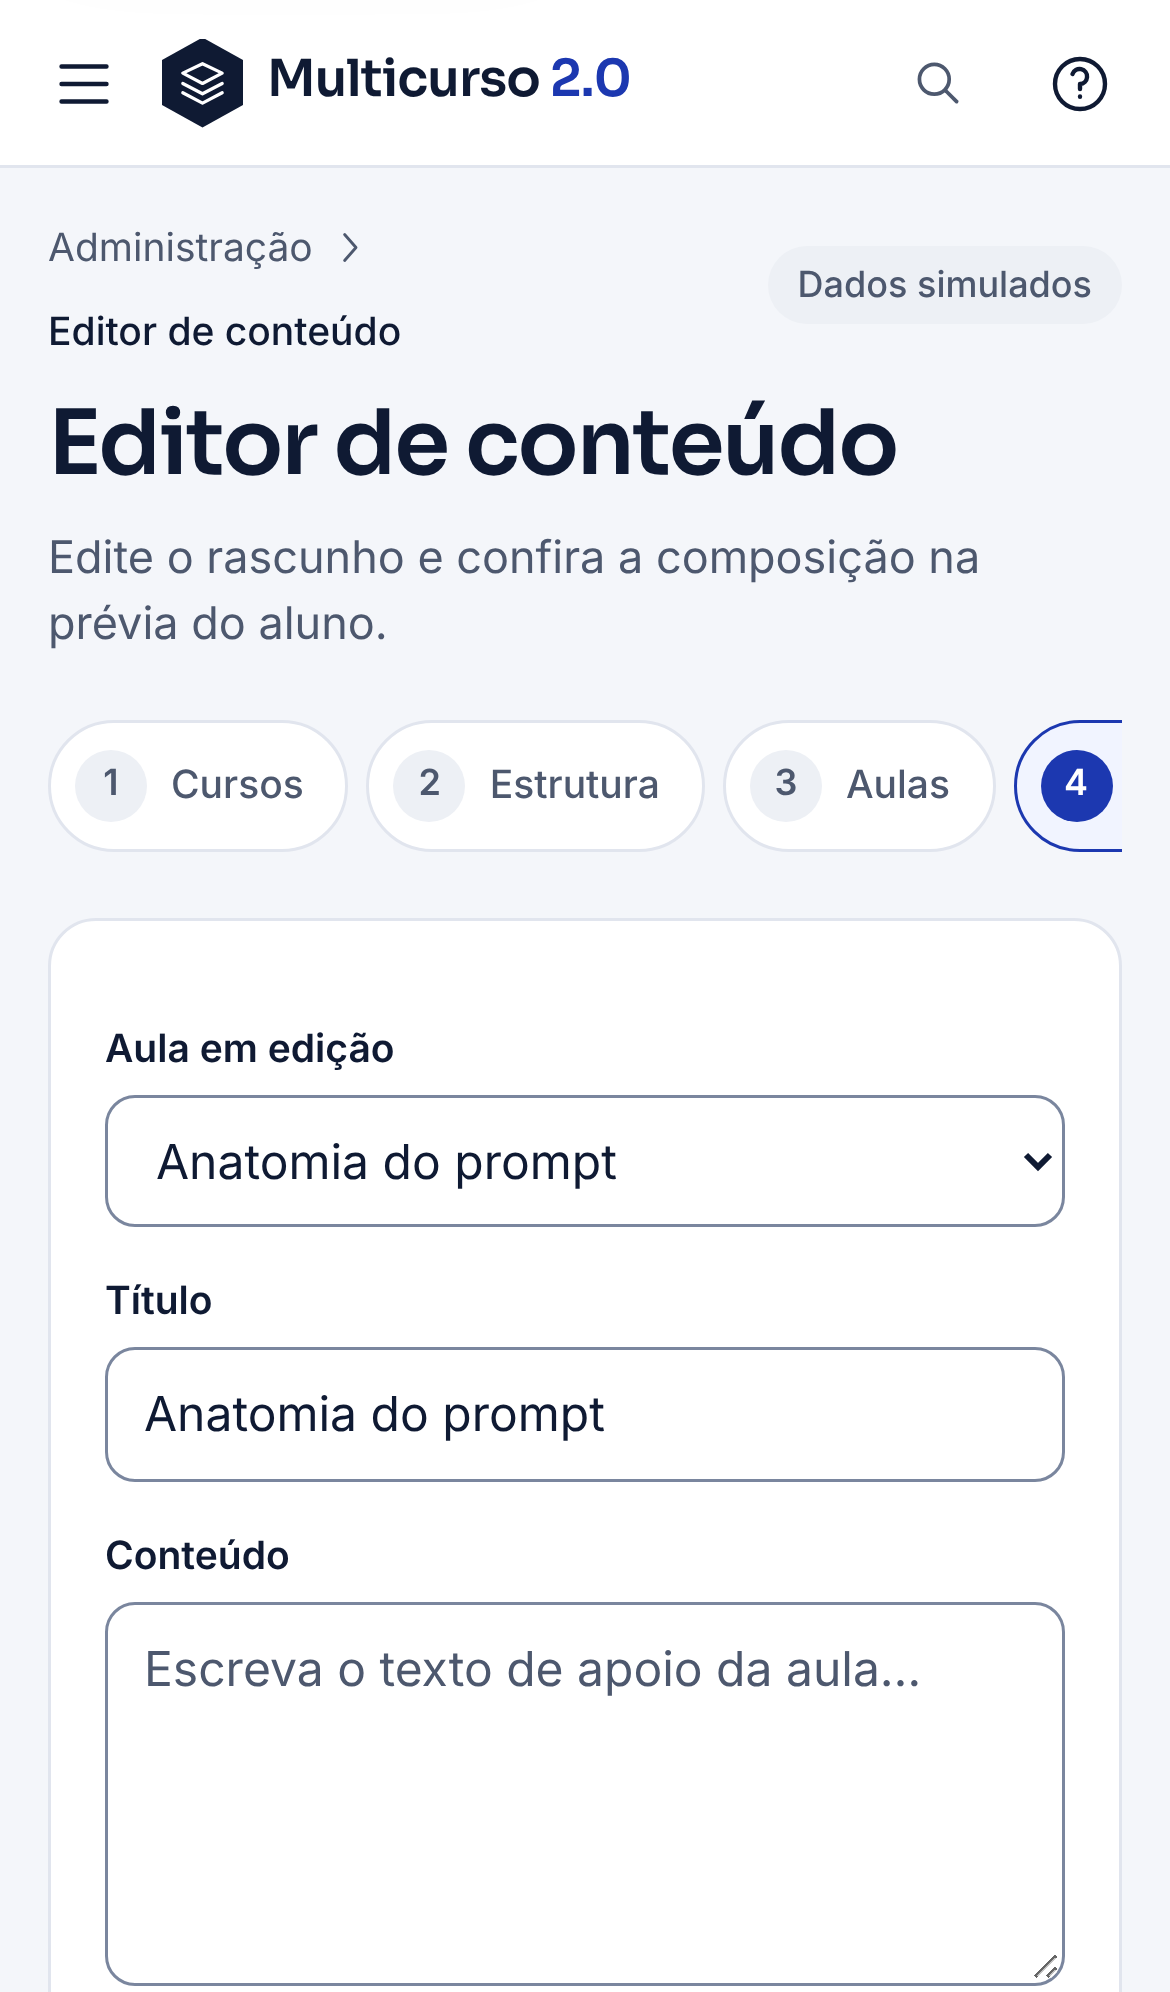 Multicurso 2.0
Administração
Dados simulados
Editor de conteúdo
Editor de conteúdo
Edite o rascunho e confira a composição na
prévia do aluno.
1 Cursos
2 Estrutura
3 Aulas
4
Aula em edição
Anatomia do prompt
Título
Anatomia do prompt
Conteúdo
Escreva o texto de apoio da aula...